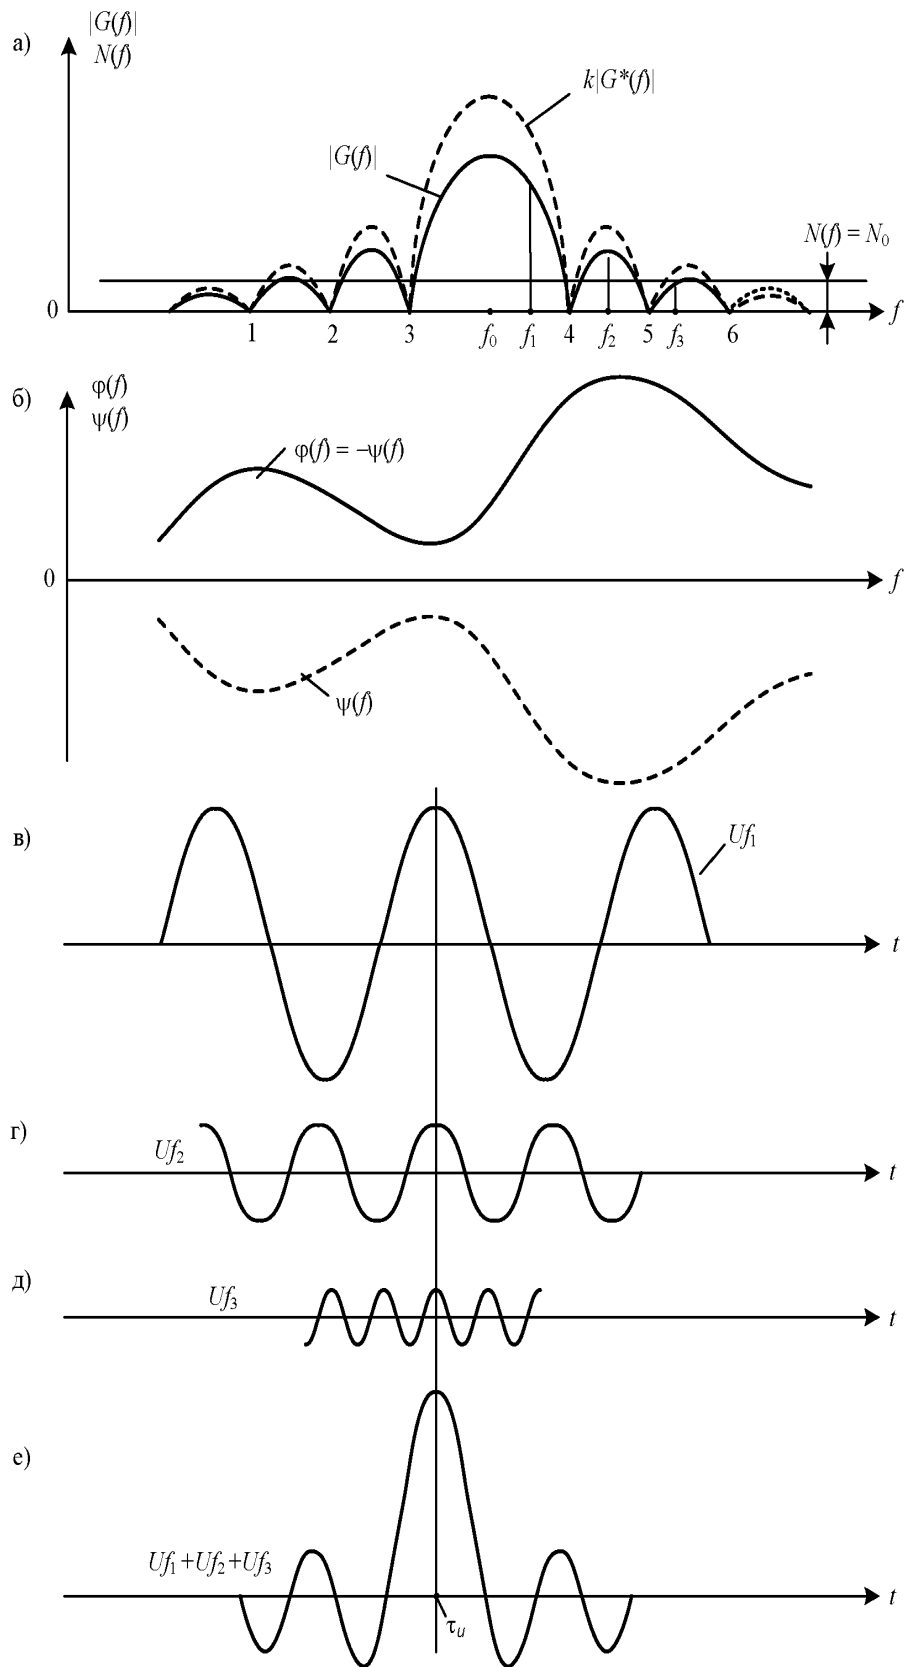 а)
|G(f)|
N(f)
k|G*(f)|
|G(f)|
N(f) = N₀
0
1 2 3 f₀ f₁ 4 f₂ 5 f₃ 6 f
б)
φ(f)
ψ(f)
φ(f) = –ψ(f)
0
f
ψ(f)
в)
Uf₁
t
г)
Uf₂
t
д)
Uf₃
t
е)
Uf₁+Uf₂+Uf₃
τᵤ
t